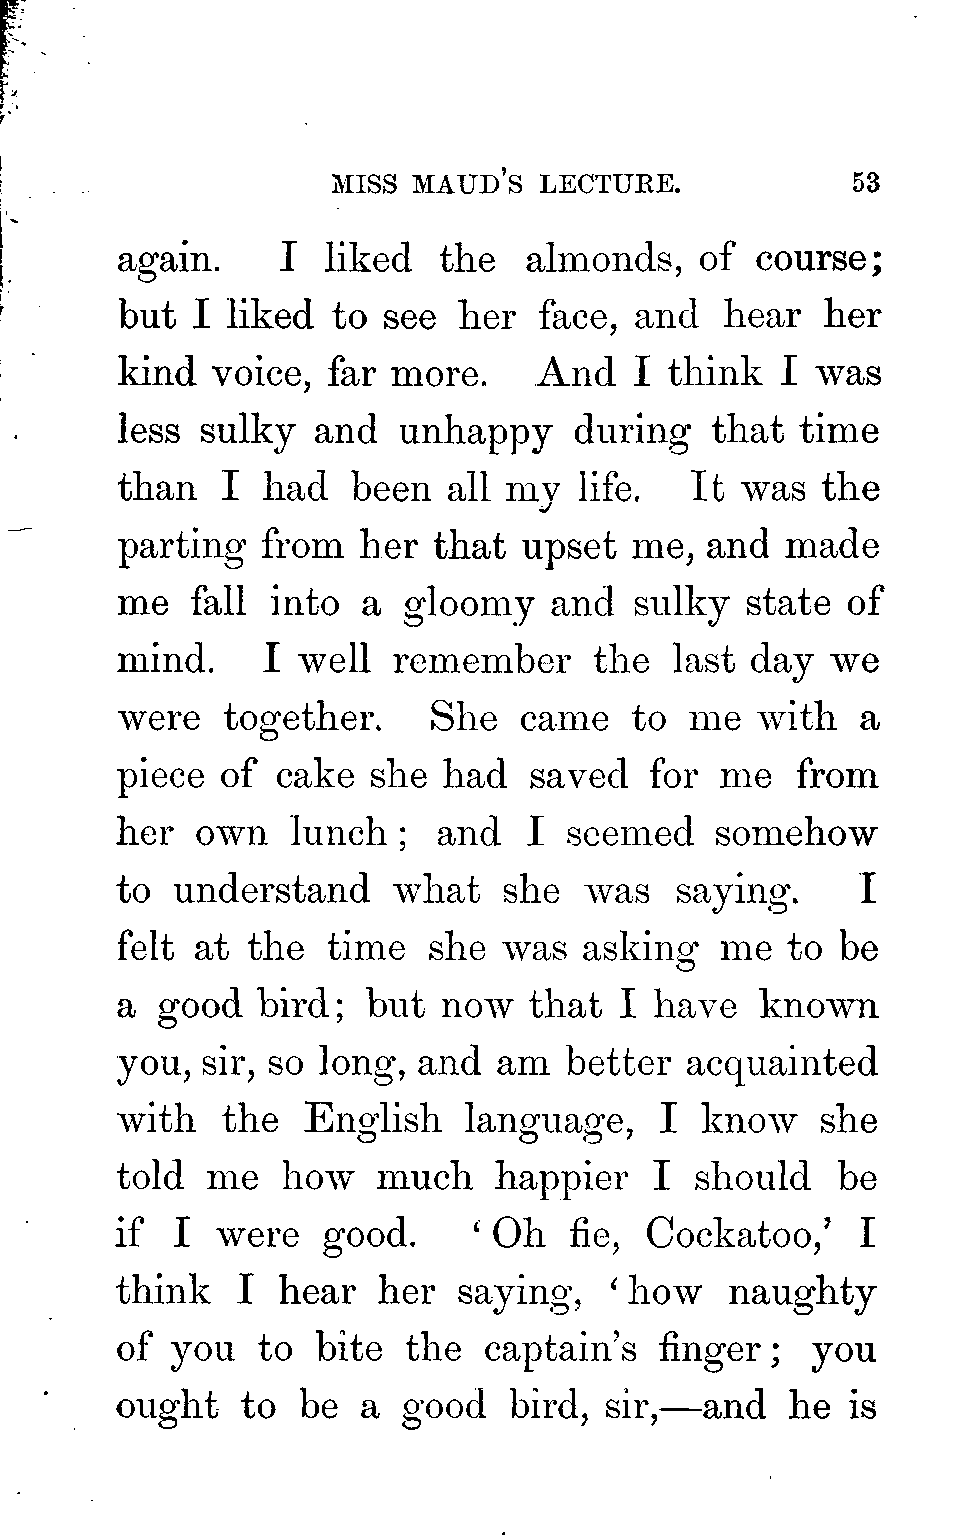 MISS MAUD'S LECTURE. 53
again. I liked the almonds, of course;
but I liked to see her face, and hear her
kind voice, far more. And I think I was
less sulky and unhappy during that time
than I had been all my life. It was the
parting from her that upset me, and made
me fall into a gloomy and sulky state of
mind. I well remember the last day we
were together. She came to me with a
piece of cake she had saved for me from
her own lunch; and I seemed somehow
to understand what she was saying. I
felt at the time she was asking me to be
a good bird; but now that I have known
you, sir, so long, and am better acquainted
with the English language, I know she
told me how much happier I should be
if I were good. 'Oh fie, Cockatoo,' I
think I hear her saying, 'how naughty
of you to bite the captain's finger; you
ought to be a good bird, sir,—and he is